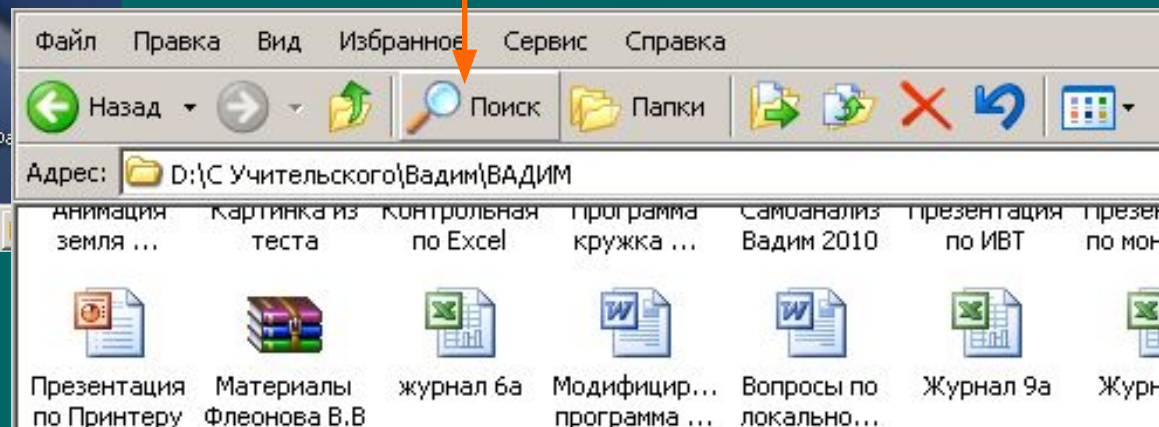 Файл Правка Вид Избранное Сервис Справка
Назад Поиск Папки
Адрес: D:\С Учительского\Вадим\ВАДИМ
Анимация Картинка из Контрольная Программа Самоанализ Презентация
земля ... теста по Excel кружка ... Вадим 2010 по ИВТ по
Презентация Материалы журнал 6а Модифицир... Вопросы по Журнал 9а
по Принтеру Флеонова В.В программа ... локально...